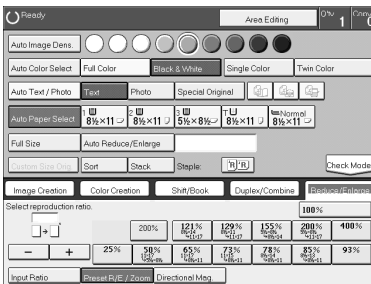 Ready Area Editing Q'ty 1
Auto Image Dens.
Auto Color Select Full Color Black & White Single Color Twin Color
Auto Text / Photo Text Photo Special Original
Auto Paper Select 1 8½×11 2 8½×11 3 5½×8½ T 8½×11 Normal 8½×11
Full Size Auto Reduce/Enlarge
Custom Size Orig. Sort Stack Staple: Check Mode
Image Creation Color Creation Shift/Book Duplex/Combine Reduce/Enlarge
Select reproduction ratio. 100%
200% 121% 129% 155% 200% 400%
− + 25% 50% 65% 73% 78% 85% 93%
Input Ratio Preset R/E / Zoom Directional Mag.